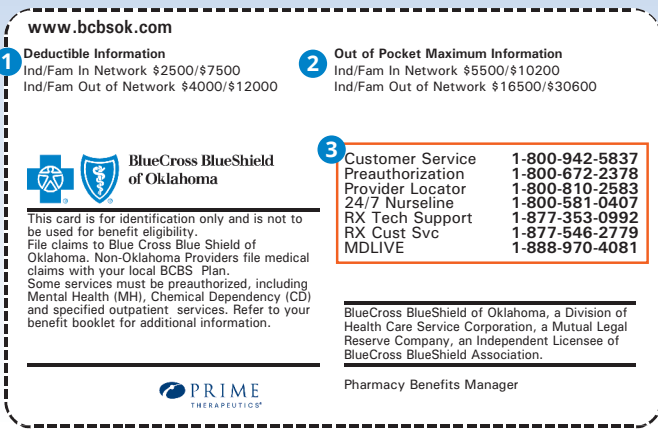 www.bcbsok.com
1
Deductible Information
Ind/Fam In Network $2500/$7500
Ind/Fam Out of Network $4000/$12000
2
Out of Pocket Maximum Information
Ind/Fam In Network $5500/$10200
Ind/Fam Out of Network $16500/$30600
BlueCross BlueShield
of Oklahoma
This card is for identification only and is not to
be used for benefit eligibility.
File claims to Blue Cross Blue Shield of
Oklahoma. Non-Oklahoma Providers file medical
claims with your local BCBS Plan.
Some services must be preauthorized, including
Mental Health (MH), Chemical Dependency (CD)
and specified outpatient services. Refer to your
benefit booklet for additional information.
PRIME
THERAPEUTICS®
3
Customer Service 1-800-942-5837
Preauthorization 1-800-672-2378
Provider Locator 1-800-810-2583
24/7 Nurseline 1-800-581-0407
RX Tech Support 1-877-353-0992
RX Cust Svc 1-877-546-2779
MDLIVE 1-888-970-4081
BlueCross BlueShield of Oklahoma, a Division of
Health Care Service Corporation, a Mutual Legal
Reserve Company, an Independent Licensee of
BlueCross BlueShield Association.
Pharmacy Benefits Manager